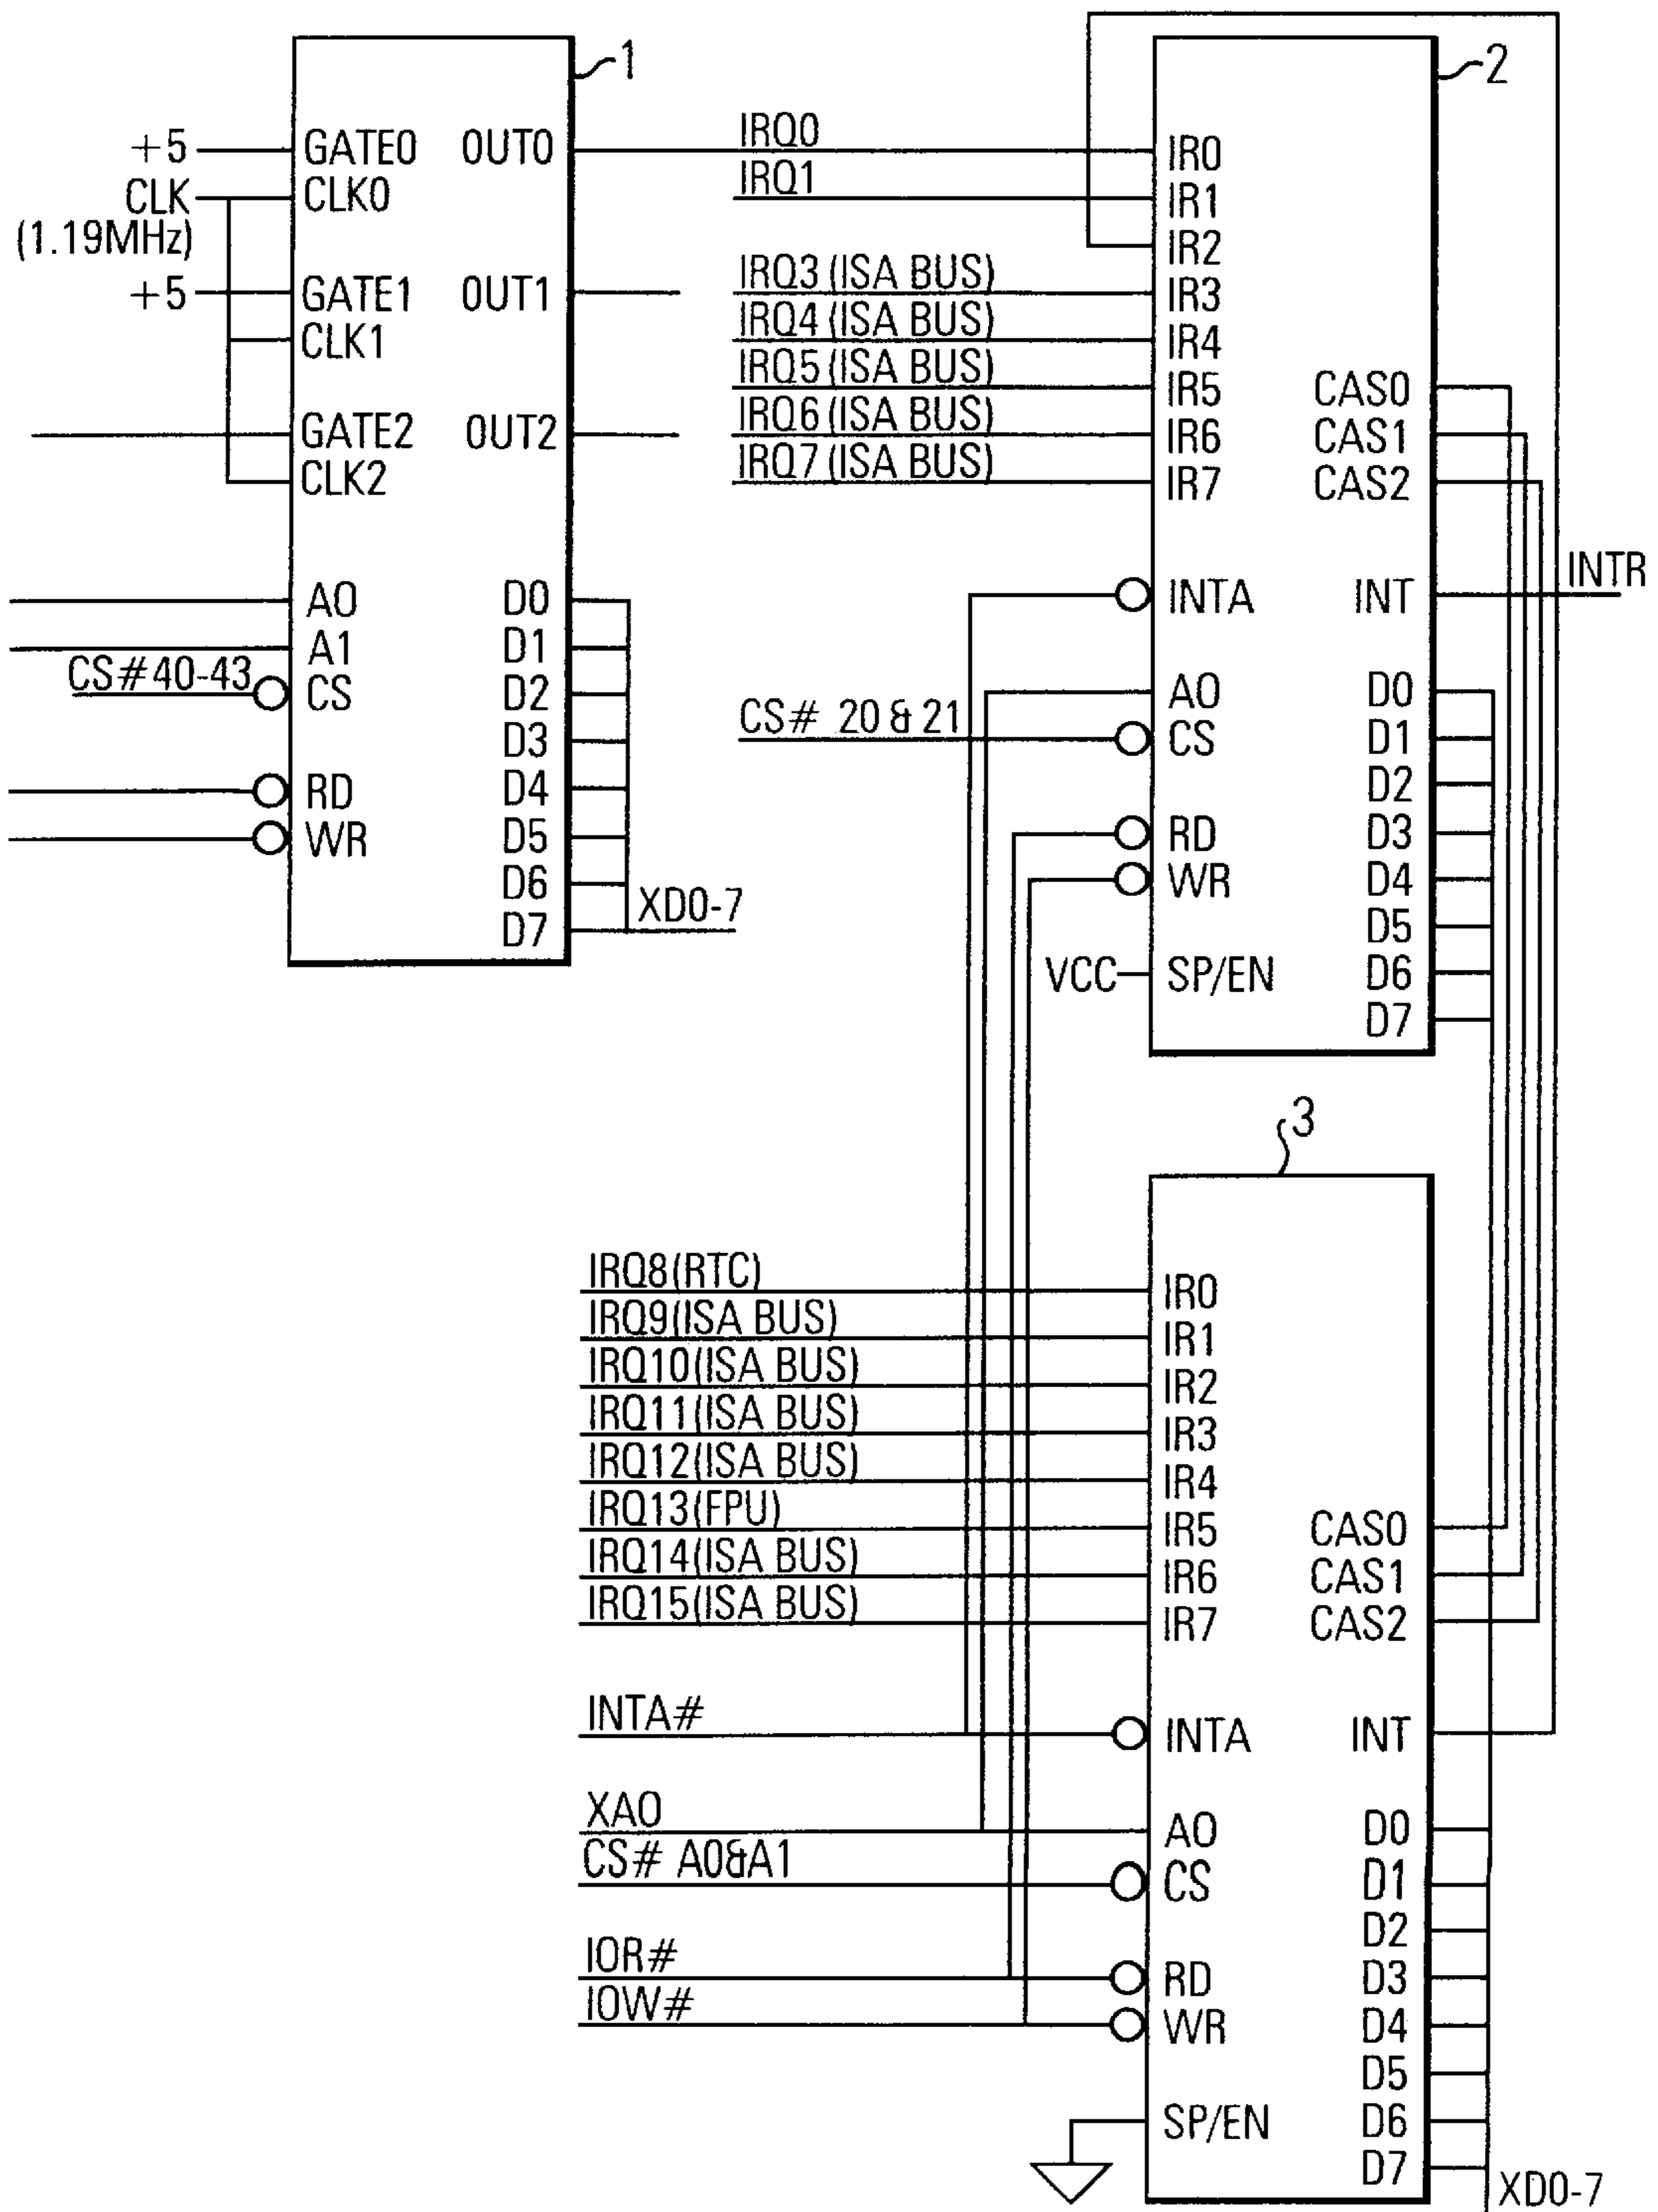 1
+5
GATE0
OUT0
CLK
(1.19MHz)
CLK0
+5
GATE1
OUT1
CLK1
GATE2
OUT2
CLK2
A0
D0
A1
D1
CS#40-43
CS
D2
D3
RD
D4
WR
D5
D6
D7
XD0-7
2
IRQ0
IR0
IRQ1
IR1
IR2
IRQ3 (ISA BUS)
IR3
IRQ4 (ISA BUS)
IR4
IRQ5 (ISA BUS)
IR5
CAS0
IRQ6 (ISA BUS)
IR6
CAS1
IRQ7 (ISA BUS)
IR7
CAS2
INTA
INT
INTR
A0
D0
CS# 20 & 21
CS
D1
D2
RD
D3
WR
D4
D5
VCC
SP/EN
D6
D7
3
IRQ8(RTC)
IR0
IRQ9(ISA BUS)
IR1
IRQ10(ISA BUS)
IR2
IRQ11(ISA BUS)
IR3
IRQ12(ISA BUS)
IR4
IRQ13(FPU)
IR5
CAS0
IRQ14(ISA BUS)
IR6
CAS1
IRQ15(ISA BUS)
IR7
CAS2
INTA#
INTA
INT
XA0
A0
D0
CS# A0&A1
CS
D1
D2
IOR#
RD
D3
IOW#
WR
D4
D5
SP/EN
D6
D7
XD0-7